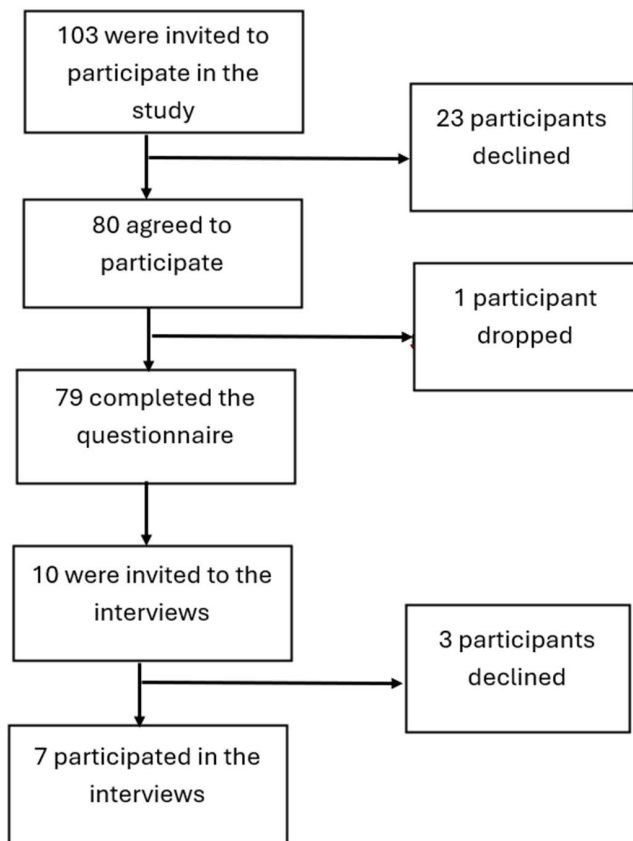 103 were invited to
participate in the
study
23 participants
declined
80 agreed to
participate
1 participant
dropped
79 completed the
questionnaire
10 were invited to the
interviews
3 participants
declined
7 participated in the
interviews